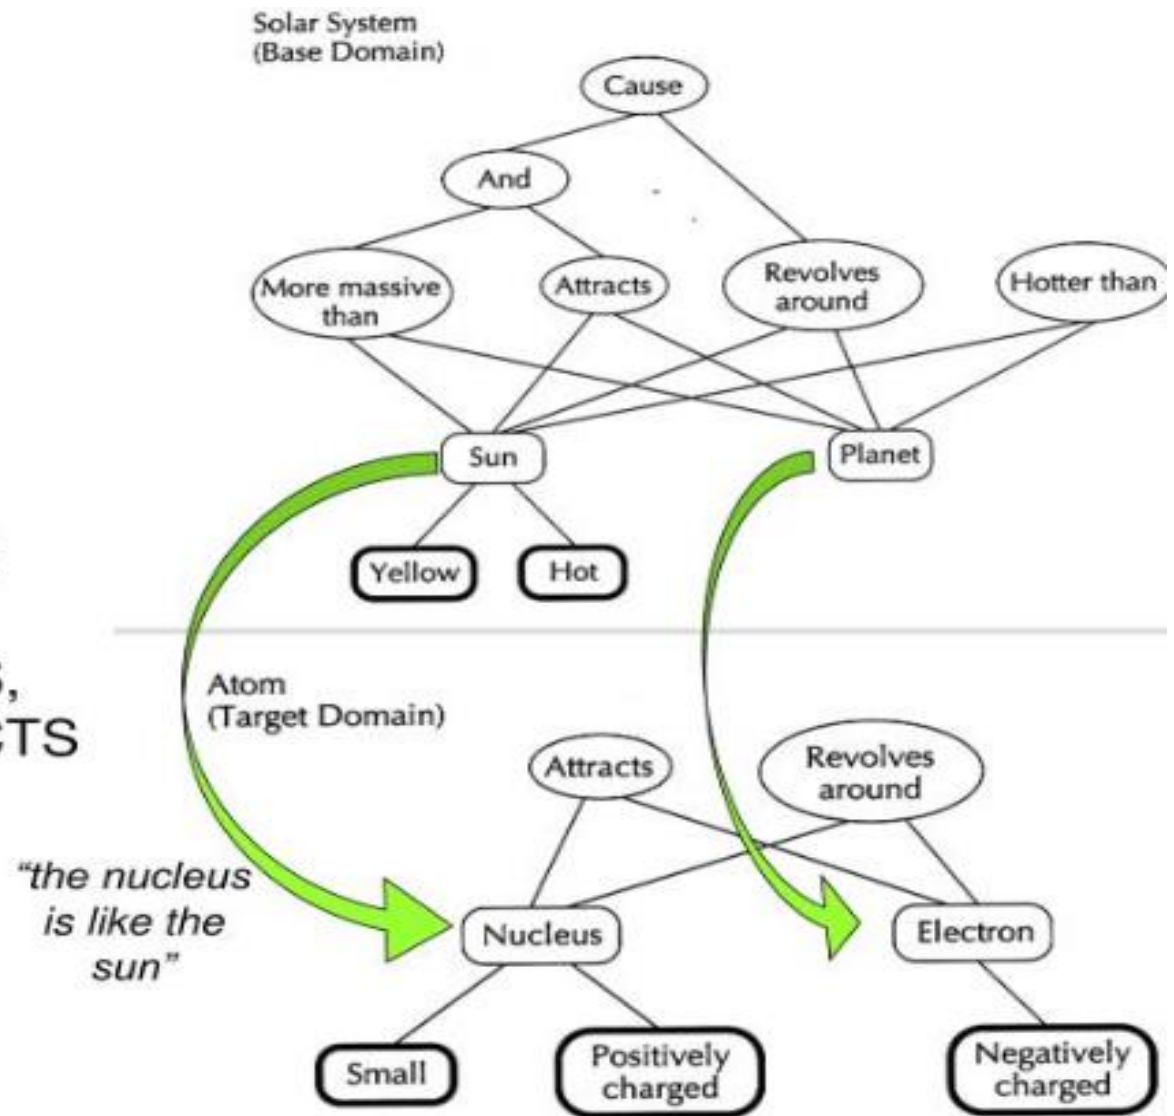 Solar System
(Base Domain)
Cause
And
More massive
than
Attracts
Revolves
around
Hotter than
Sun
Planet
Yellow
Hot
Atom
(Target Domain)
CTS
Attracts
Revolves
around
"the nucleus
is like the
sun"
Nucleus
Electron
Small
Positively
charged
Negatively
charged